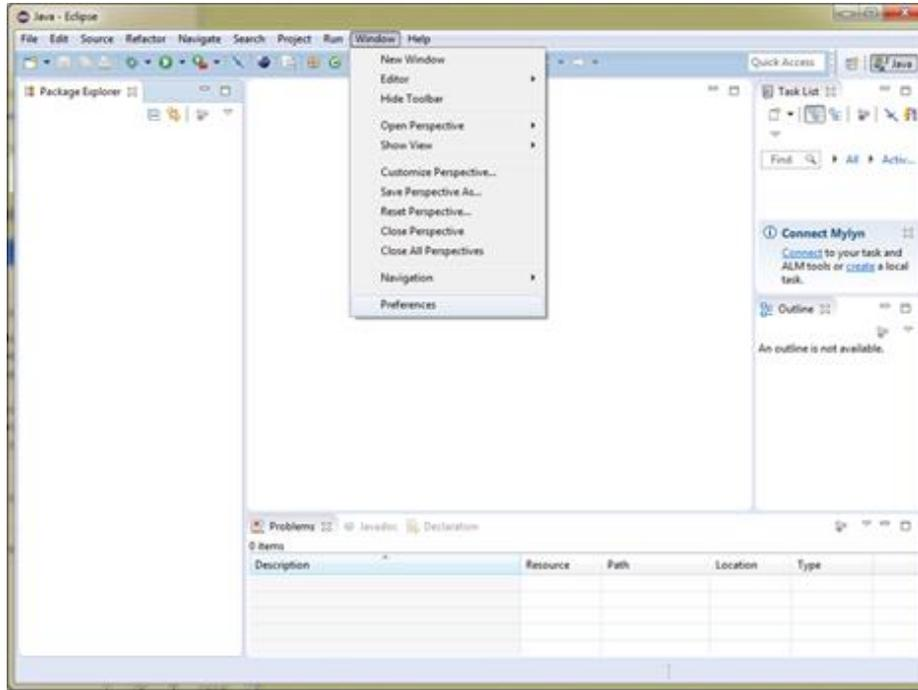 Java - Eclipse
File Edit Source Refactor Navigate Search Project Run Window Help
Quick Access
Java
New Window
Editor
Hide Toolbar
Open Perspective
Show View
Customize Perspective...
Save Perspective As...
Reset Perspective...
Close Perspective
Close All Perspectives
Navigation
Preferences
Package Explorer
Task List
Find All Activ...
Connect Mylyn
Connect to your task and
ALM tools or create a local
task.
Outline
An outline is not available.
Problems Javadoc Declaration
0 items
Description Resource Path Location Type